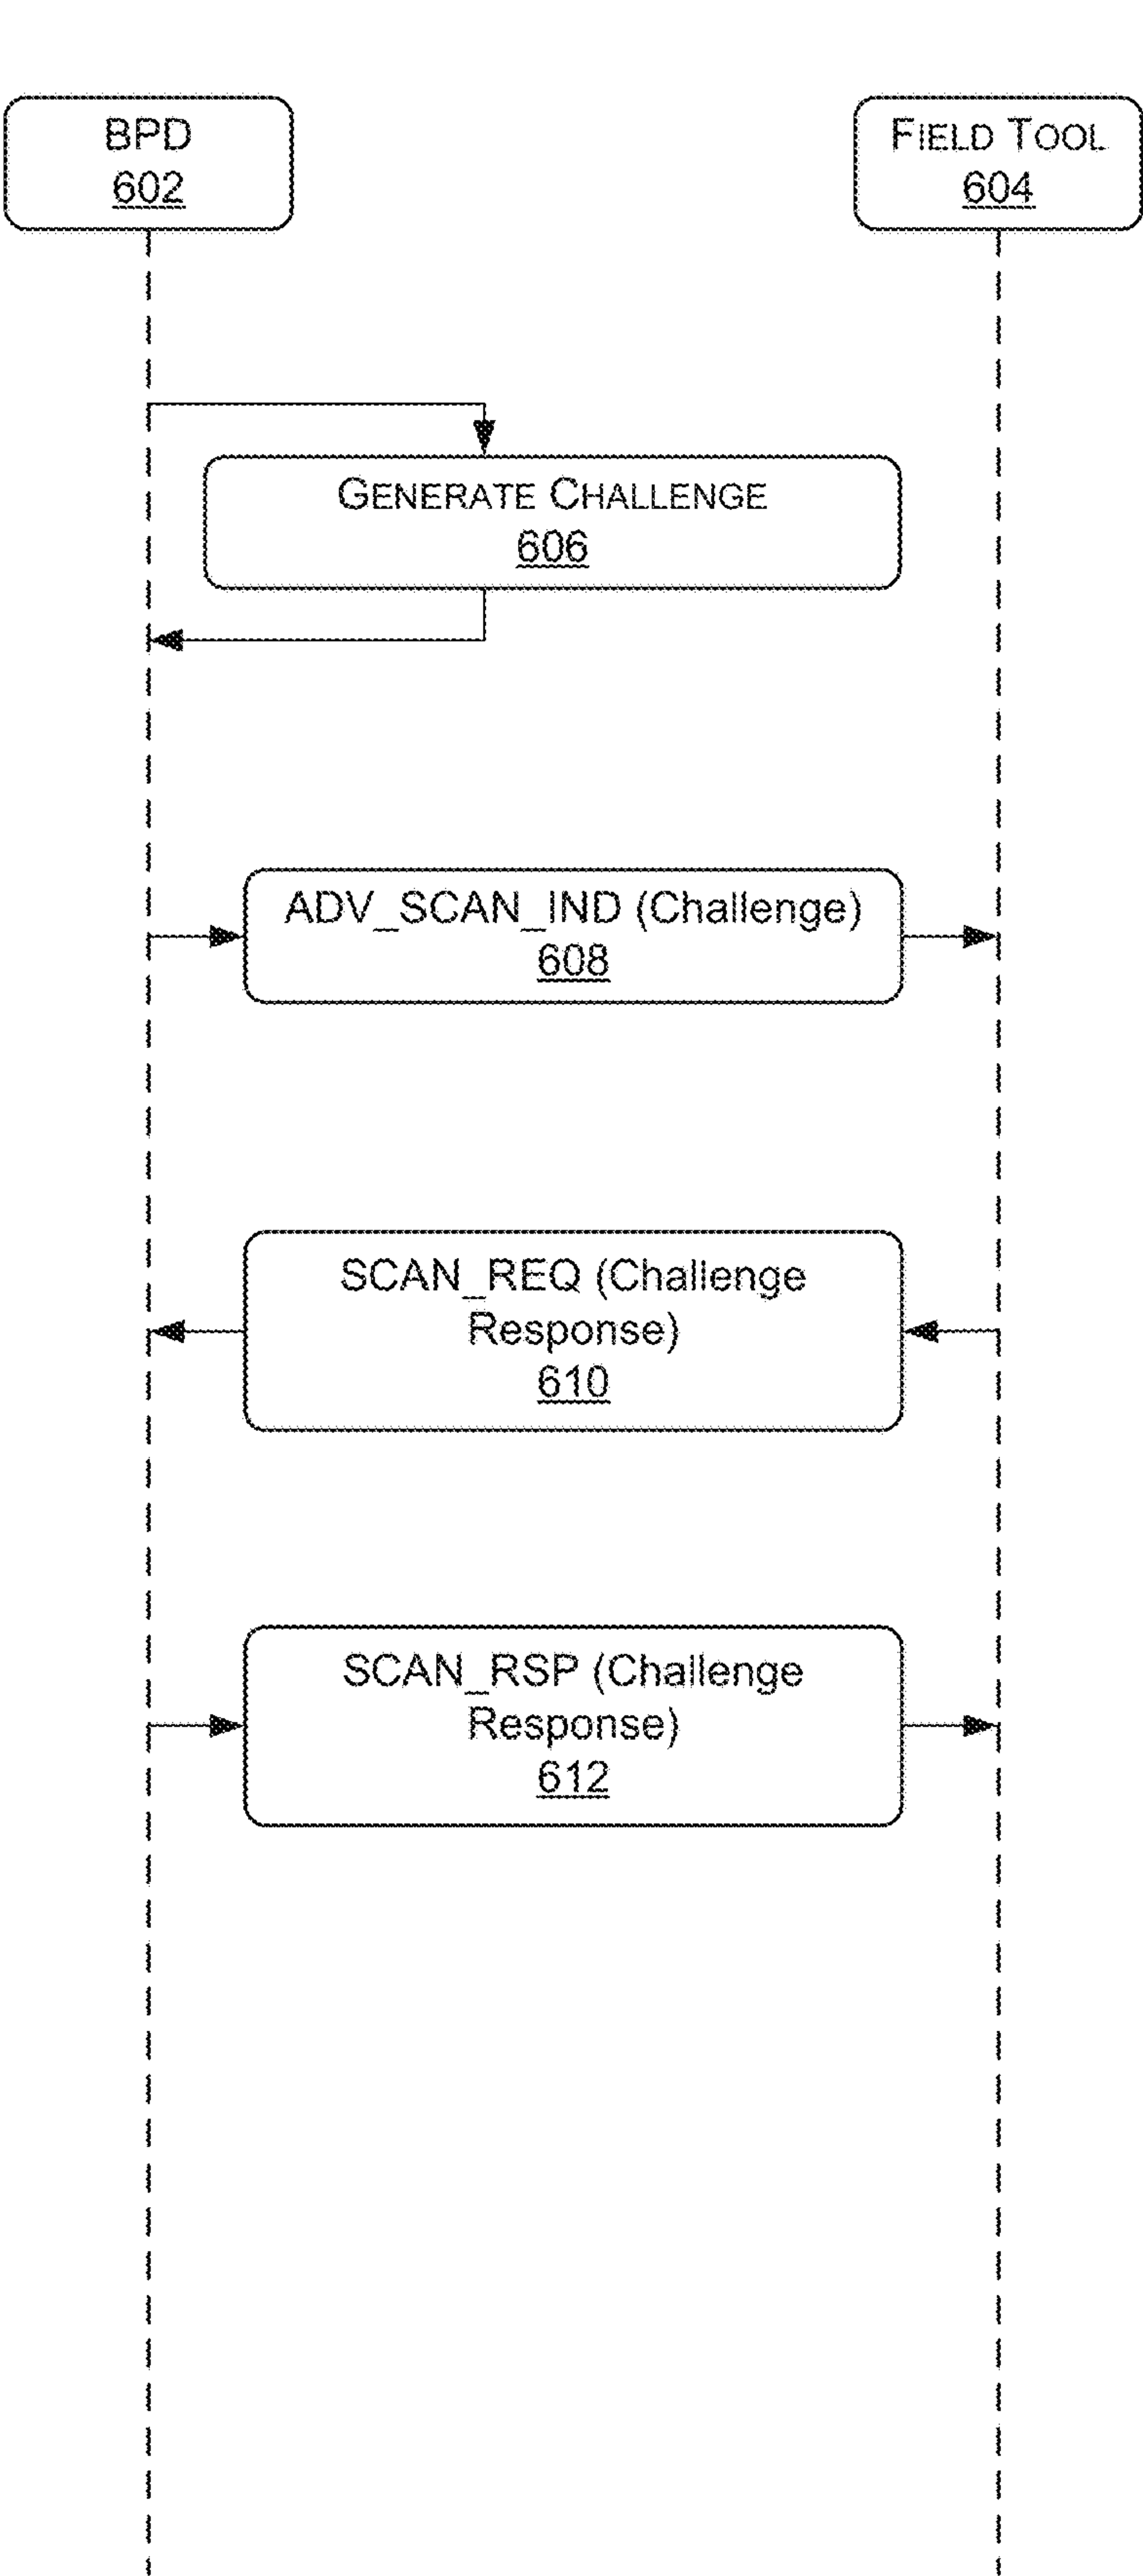 BPD
602
FIELD TOOL
604
GENERATE CHALLENGE
606
ADV_SCAN_IND (Challenge)
608
SCAN_REQ (Challenge
Response)
610
SCAN_RSP (Challenge
Response)
612